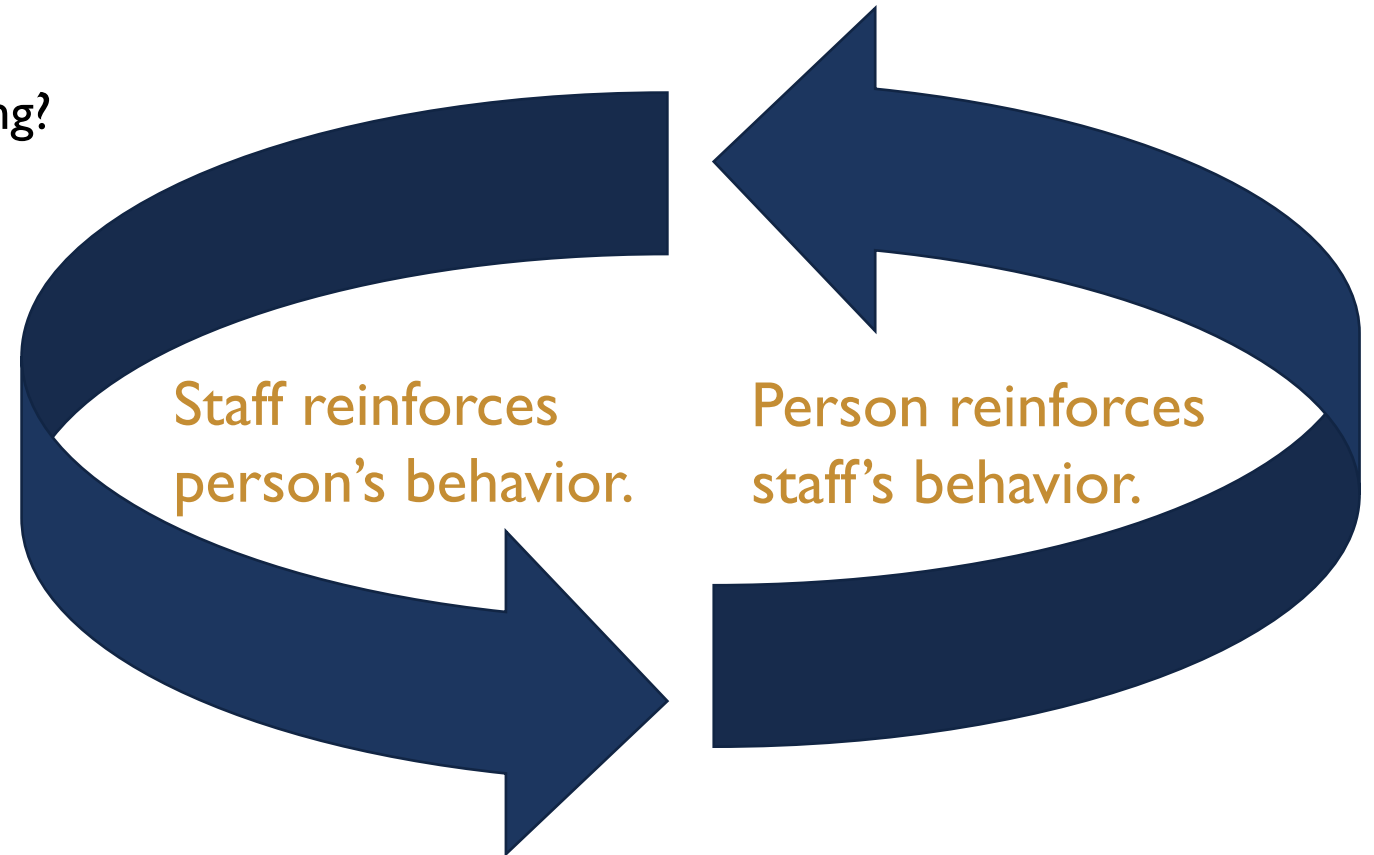 ng?
Staff reinforces
person’s behavior.
Person reinforces
staff’s behavior.